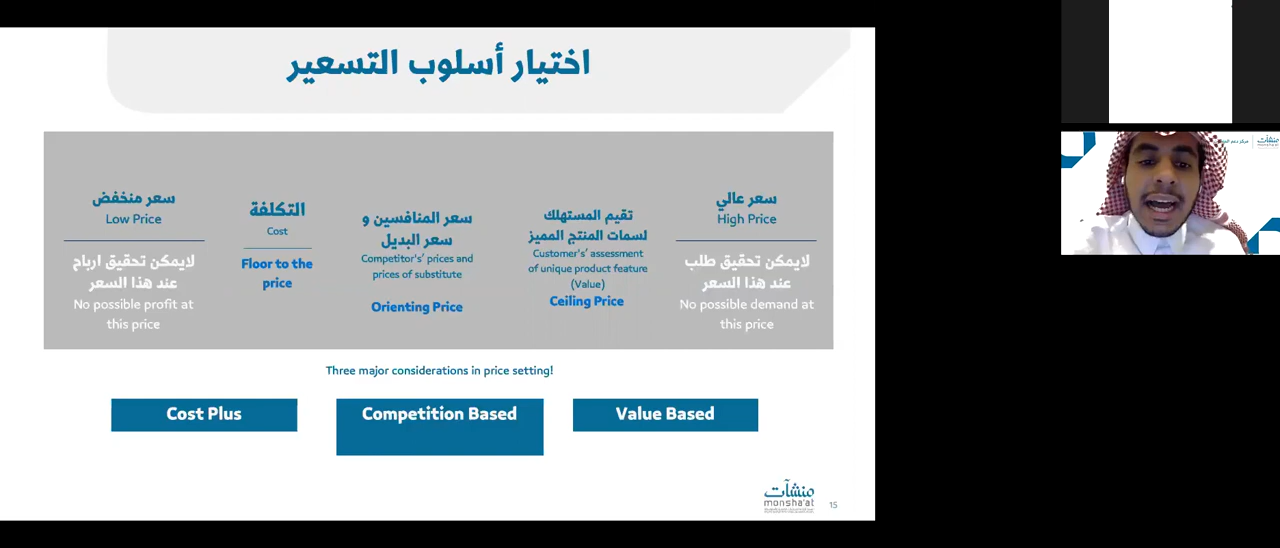 اختيار أسلوب التسعير
سعر منخفض
Low Price
لايمكن تحقيق ارباح
عند هذا السعر
No possible profit at
this price
التكلفة
Cost
Floor to the
price
سعر المنافسين و
سعر البديل
Competitor's prices and
prices of substitute
Orienting Price
تقيم المستهلك
لسمات المنتج المميز
Customer's assessment
of unique product feature
(Value)
Ceiling Price
سعر عالي
High Price
لايمكن تحقيق طلب
عند هذا السعر
No possible demand at
this price
Three major considerations in price setting!
Cost Plus
Competition Based
Value Based
منشآت
monsha'at
15
منشآت
monsha'at